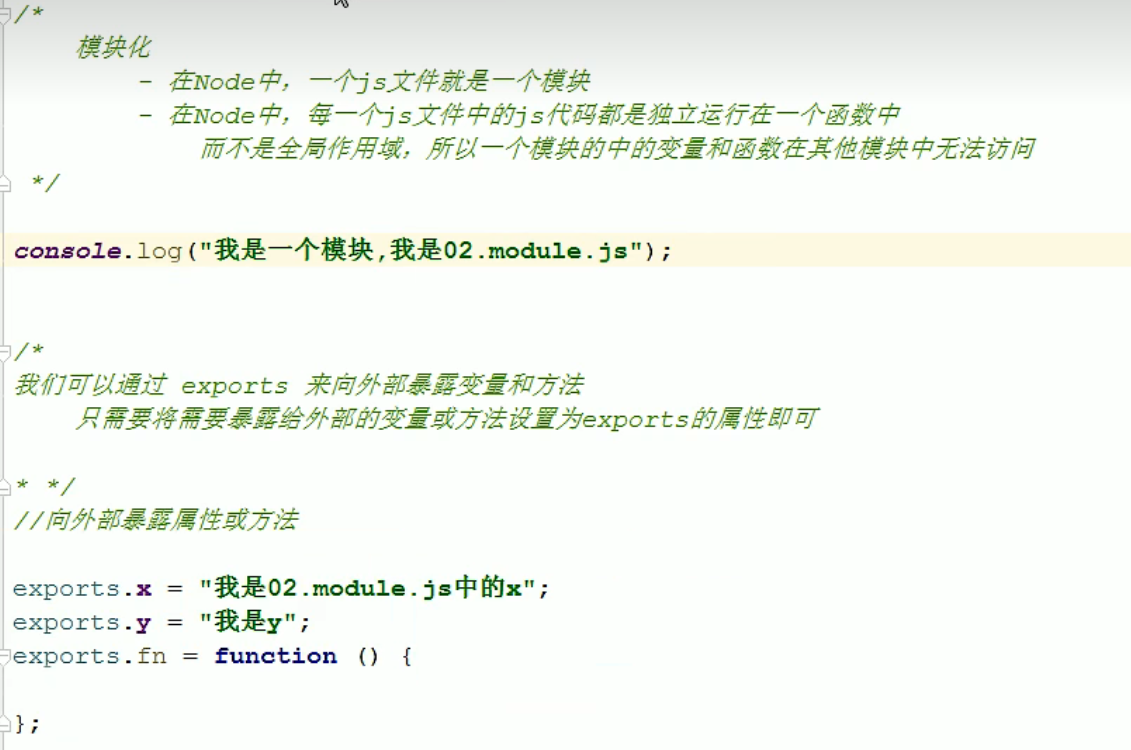 /*
模块化
- 在Node中，一个js文件就是一个模块
- 在Node中，每一个js文件中的js代码都是独立运行在一个函数中
而不是全局作用域，所以一个模块的中的变量和函数在其他模块中无法访问
*/
console.log("我是一个模块,我是02.module.js");
/*
我们可以通过 exports 来向外部暴露变量和方法
只需要将需要暴露给外部的变量或方法设置为exports的属性即可
* */
//向外部暴露属性或方法
exports.x = "我是02.module.js中的x";
exports.y = "我是y";
exports.fn = function () {
};